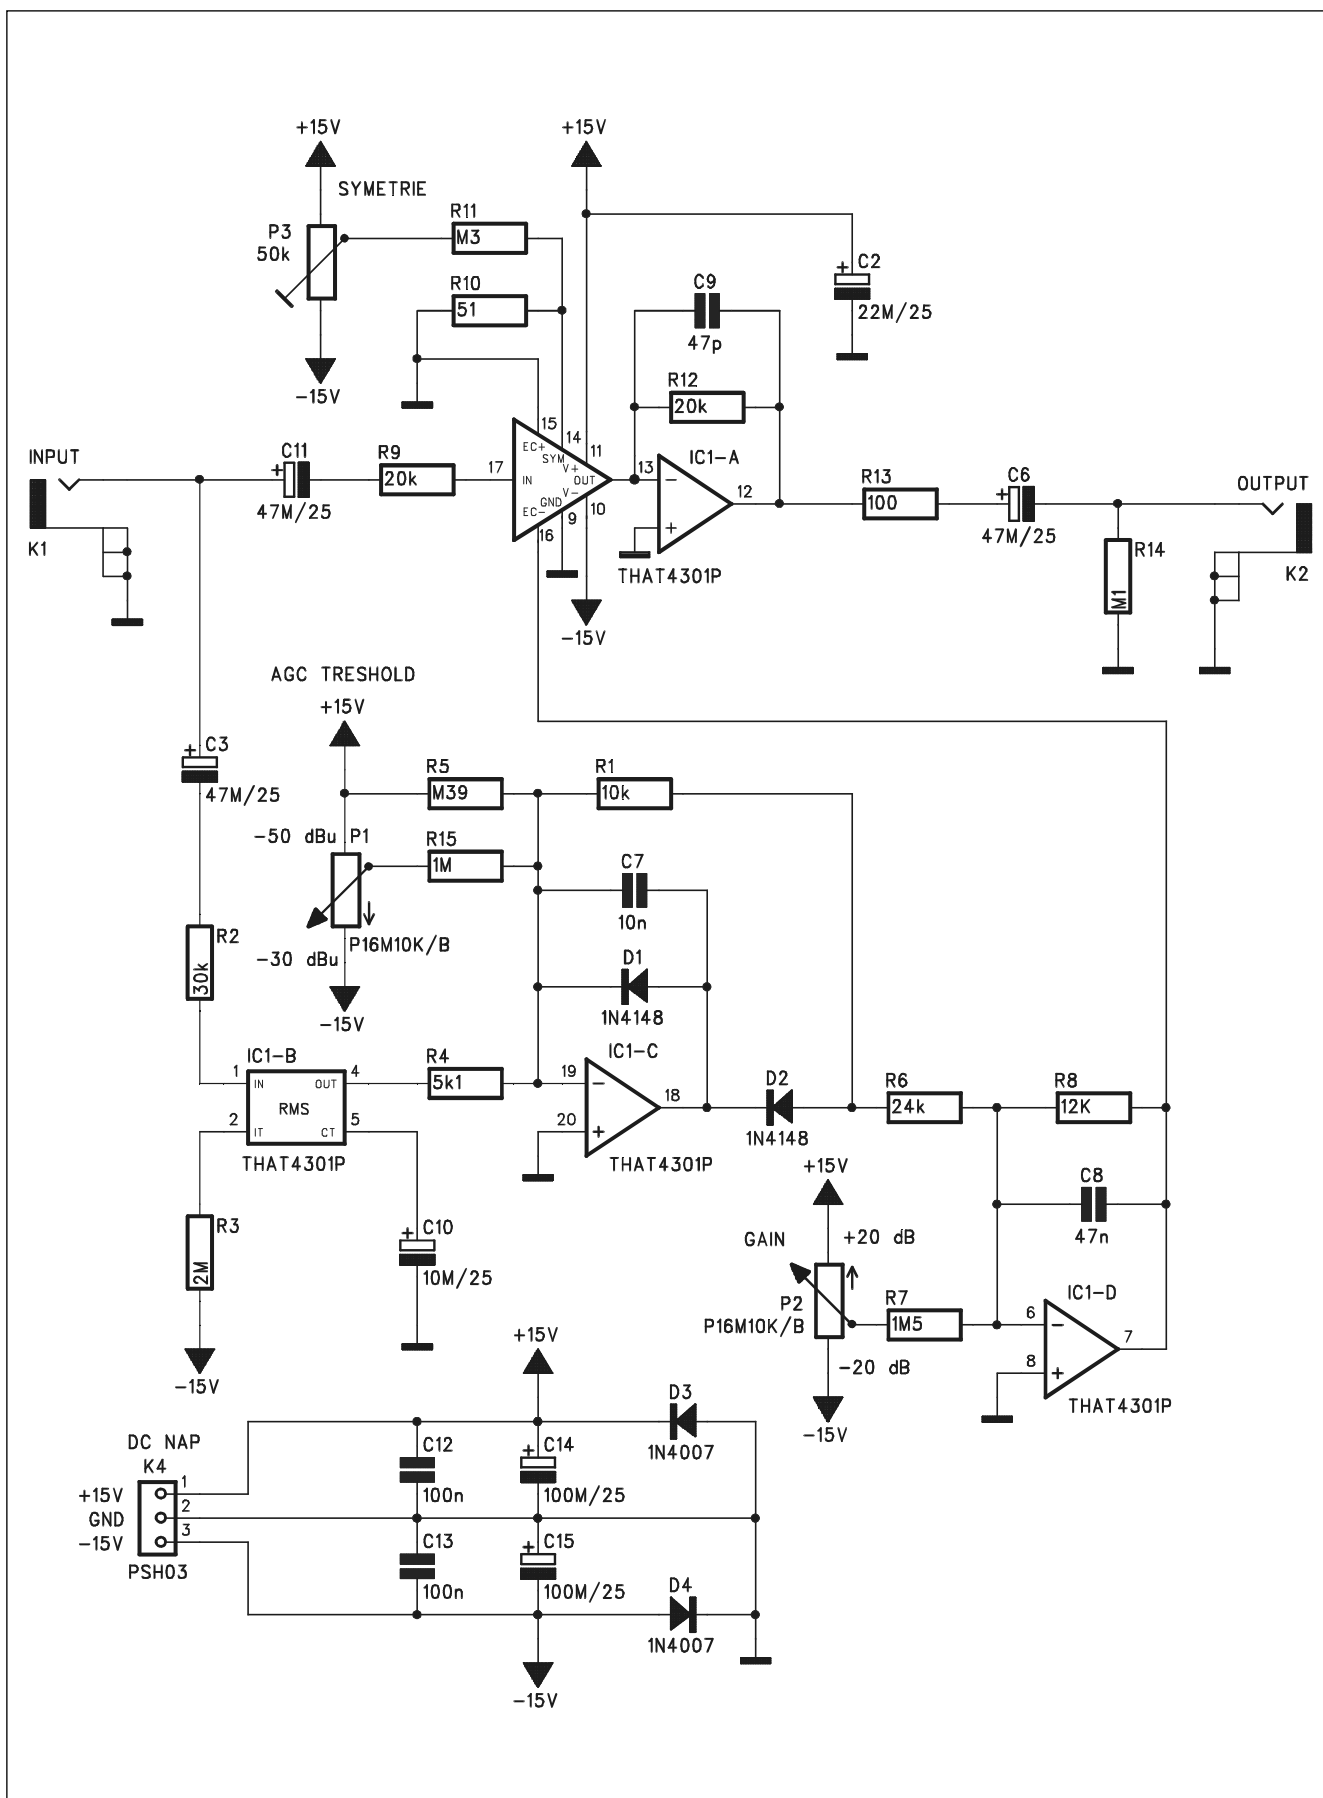 +15V
+15V
SYMETRIE
R11
M3
P3
50k
R10
51
C2
22M/25
C9
47p
R12
20k
-15V
15
14
11
EC+
SYM
V+
IN
OUT
V-
GND
EC-
17
10
9
16
13
12
IC1-A
THAT4301P
INPUT
K1
C11
47M/25
R9
20k
R13
100
C6
47M/25
OUTPUT
K2
R14
M1
-15V
AGC TRESHOLD
+15V
C3
47M/25
R5
M39
R1
10k
-50 dBu P1
R15
1M
C7
10n
P16M10K/B
-30 dBu
D1
1N4148
-15V
R2
30k
IC1-B
1
IN
OUT
4
RMS
2
IT
CT
5
THAT4301P
R4
5k1
IC1-C
19
18
20
THAT4301P
D2
1N4148
R6
24k
R8
12K
R3
2M
-15V
C10
10M/25
+15V
GAIN
+20 dB
P2
P16M10K/B
-20 dB
-15V
R7
1M5
C8
47n
IC1-D
6
7
8
THAT4301P
+15V
D3
1N4007
DC NAP
K4
+15V
1
GND
2
-15V
3
PSH03
C12
100n
C14
100M/25
C13
100n
C15
100M/25
D4
1N4007
-15V